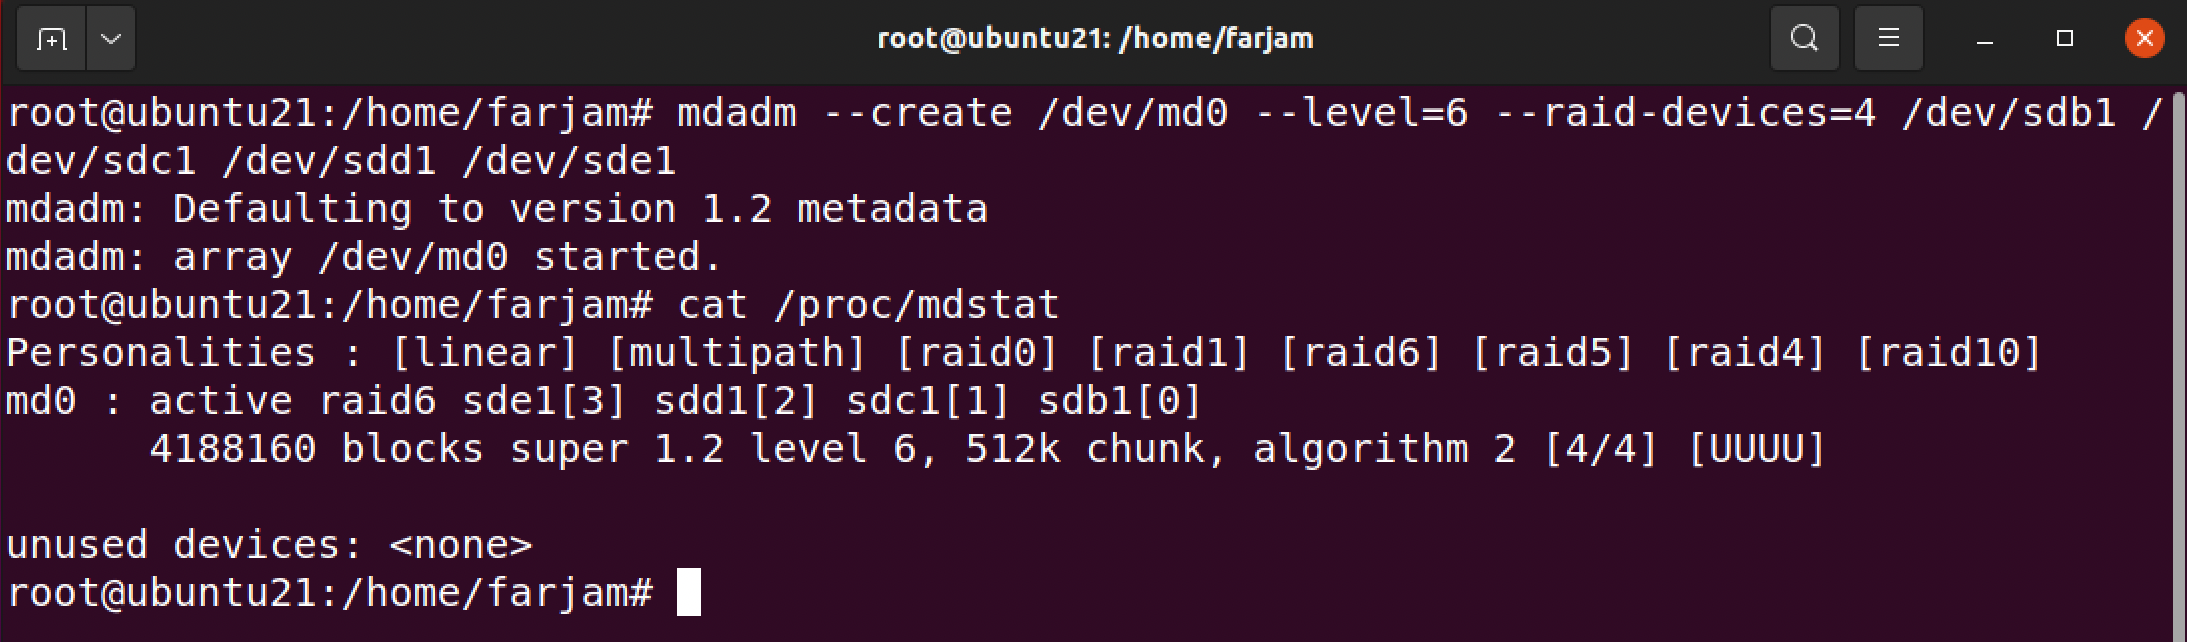 root@ubuntu21: /home/farjam
root@ubuntu21:/home/farjam# mdadm --create /dev/md0 --level=6 --raid-devices=4 /dev/sdb1 /
dev/sdc1 /dev/sdd1 /dev/sde1
mdadm: Defaulting to version 1.2 metadata
mdadm: array /dev/md0 started.
root@ubuntu21:/home/farjam# cat /proc/mdstat
Personalities : [linear] [multipath] [raid0] [raid1] [raid6] [raid5] [raid4] [raid10]
md0 : active raid6 sde1[3] sdd1[2] sdc1[1] sdb1[0]
      4188160 blocks super 1.2 level 6, 512k chunk, algorithm 2 [4/4] [UUUU]

unused devices: <none>
root@ubuntu21:/home/farjam#